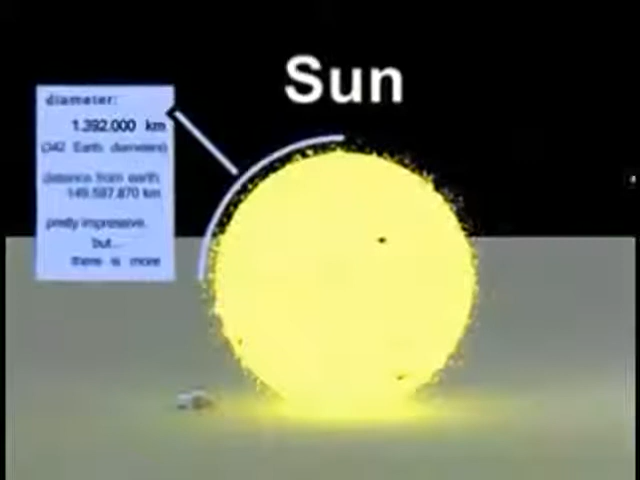 Sun
diameter:
1.392.000 km
(342 Earth diameters)
distance from earth:
149.597.870 km
pretty impressive.
but...
there is more